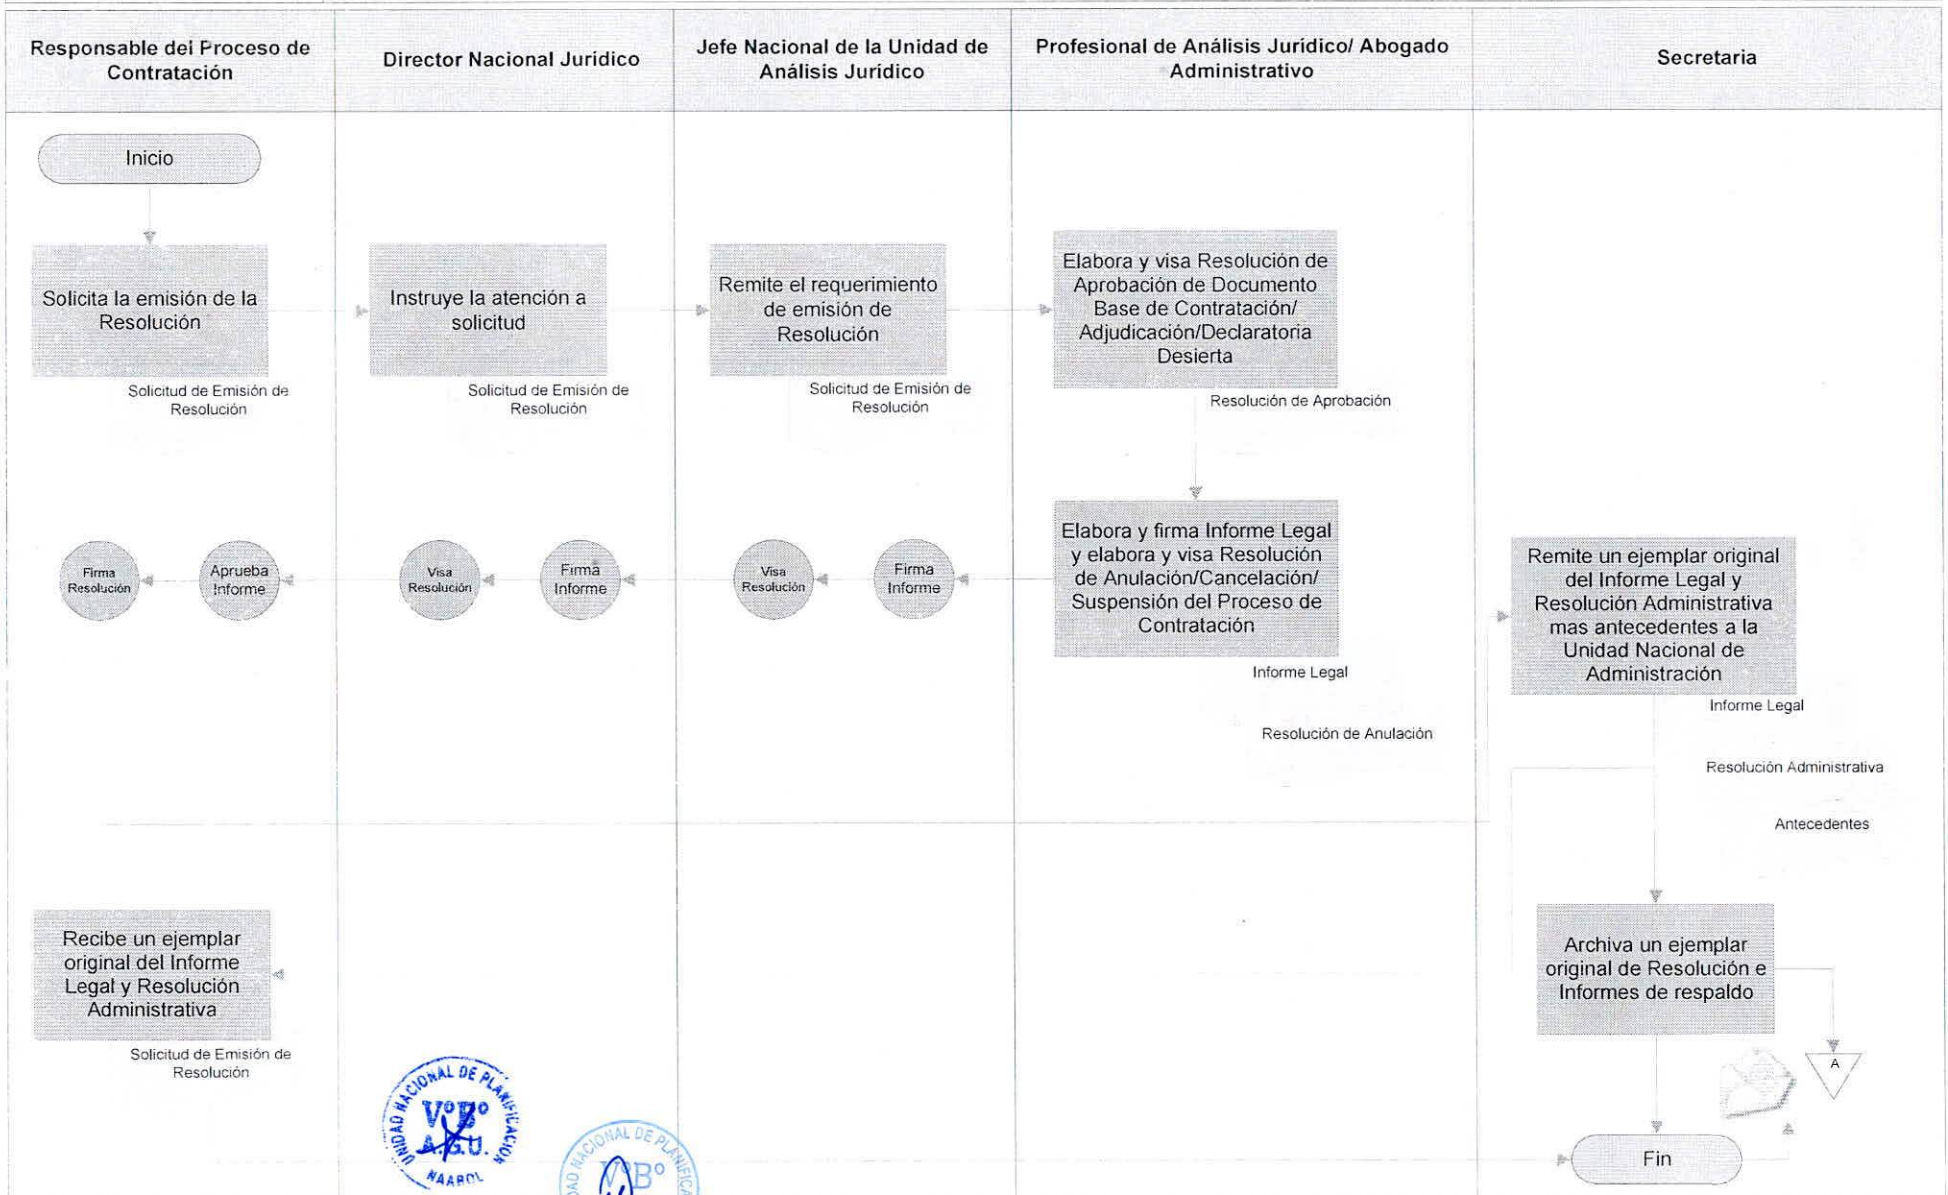 Responsable del Proceso de
Contratación
Director Nacional Jurídico
Jefe Nacional de la Unidad de
Análisis Jurídico
Profesional de Análisis Jurídico/ Abogado
Administrativo
Secretaria
Inicio
Solicita la emisión de la
Resolución
Solicitud de Emisión de
Resolución
Instruye la atención a
solicitud
Solicitud de Emisión de
Resolución
Remite el requerimiento
de emisión de
Resolución
Solicitud de Emisión de
Resolución
Elabora y visa Resolución de
Aprobación de Documento
Base de Contratación/
Adjudicación/Declaratoria
Desierta
Resolución de Aprobación
Firma
Resolución
Aprueba
Informe
Visa
Resolución
Firma
Informe
Visa
Resolución
Firma
Informe
Elabora y firma Informe Legal
y elabora y visa Resolución
de Anulación/Cancelación/
Suspensión del Proceso de
Contratación
Informe Legal
Resolución de Anulación
Remite un ejemplar original
del Informe Legal y
Resolución Administrativa
mas antecedentes a la
Unidad Nacional de
Administración
Informe Legal
Resolución Administrativa
Antecedentes
Recibe un ejemplar
original del Informe
Legal y Resolución
Administrativa
Solicitud de Emisión de
Resolución
Archiva un ejemplar
original de Resolución e
Informes de respaldo
A
Fin
UNIDAD NACIONAL DE PLANIFICACIÓN
V°B°
A.G.U.
NAABOL
NACIONAL DE
V°B°